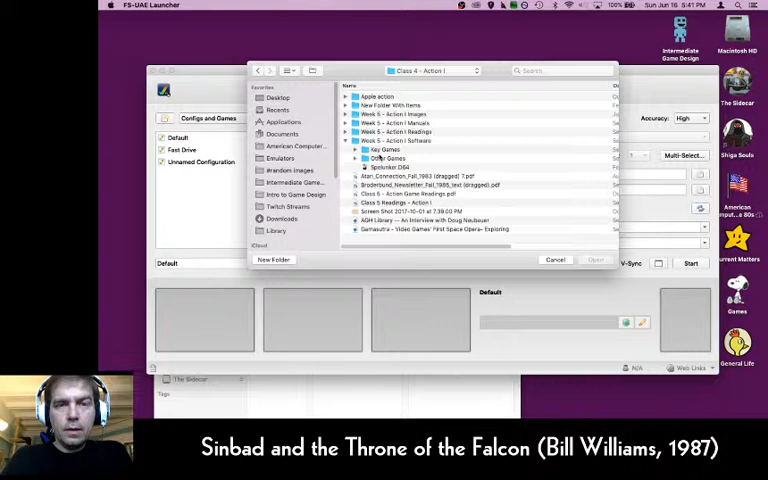 FS-UAE Launcher
100%
Sun Jun 16 5:41 PM
Class 4 - Action I
Search...
Intermediate
Game Design
Macintosh HD
Favorites
Name
Desktop
Apple action
Recents
New Folder With Items
Configs and Games
Applications
Week 5 - Action I Images
Accuracy:
High
Documents
Week 5 - Action I Manuals
The Sidecar
Default
American Computer...
Week 5 - Action I Readings
Fast Drive
Emulators
Week 5 - Action I Software
Unnamed Configuration
Random Images
Key Games
Multi-Select...
Shiga Souls
Intermediate Game...
Other Games
Intro to Game Design
Spelunker.D64
Twitch Streams
Atari_Connection_Fall_1983 (dragged) 7.pdf
Downloads
Broderbund_Newsletter_Fall_1985_text (dragged).pdf
American
Library
Class 5 - Action Game Readings.pdf
iCloud
Class 5 Readings - Action I
Screen Shot 2017-10-01 at 7.39.00 PM
AGH Library -- An Interview with Doug Neubauer
Gamasutra - Video Games' First Space Opera- Exploring
Current Matters
New Folder
Cancel
Open
Default
V-Sync
Start
Default
Games
N/A
Web Links
The Sidecar
Tags
General Life
Sinbad and the Throne of the Falcon (Bill Williams, 1987)